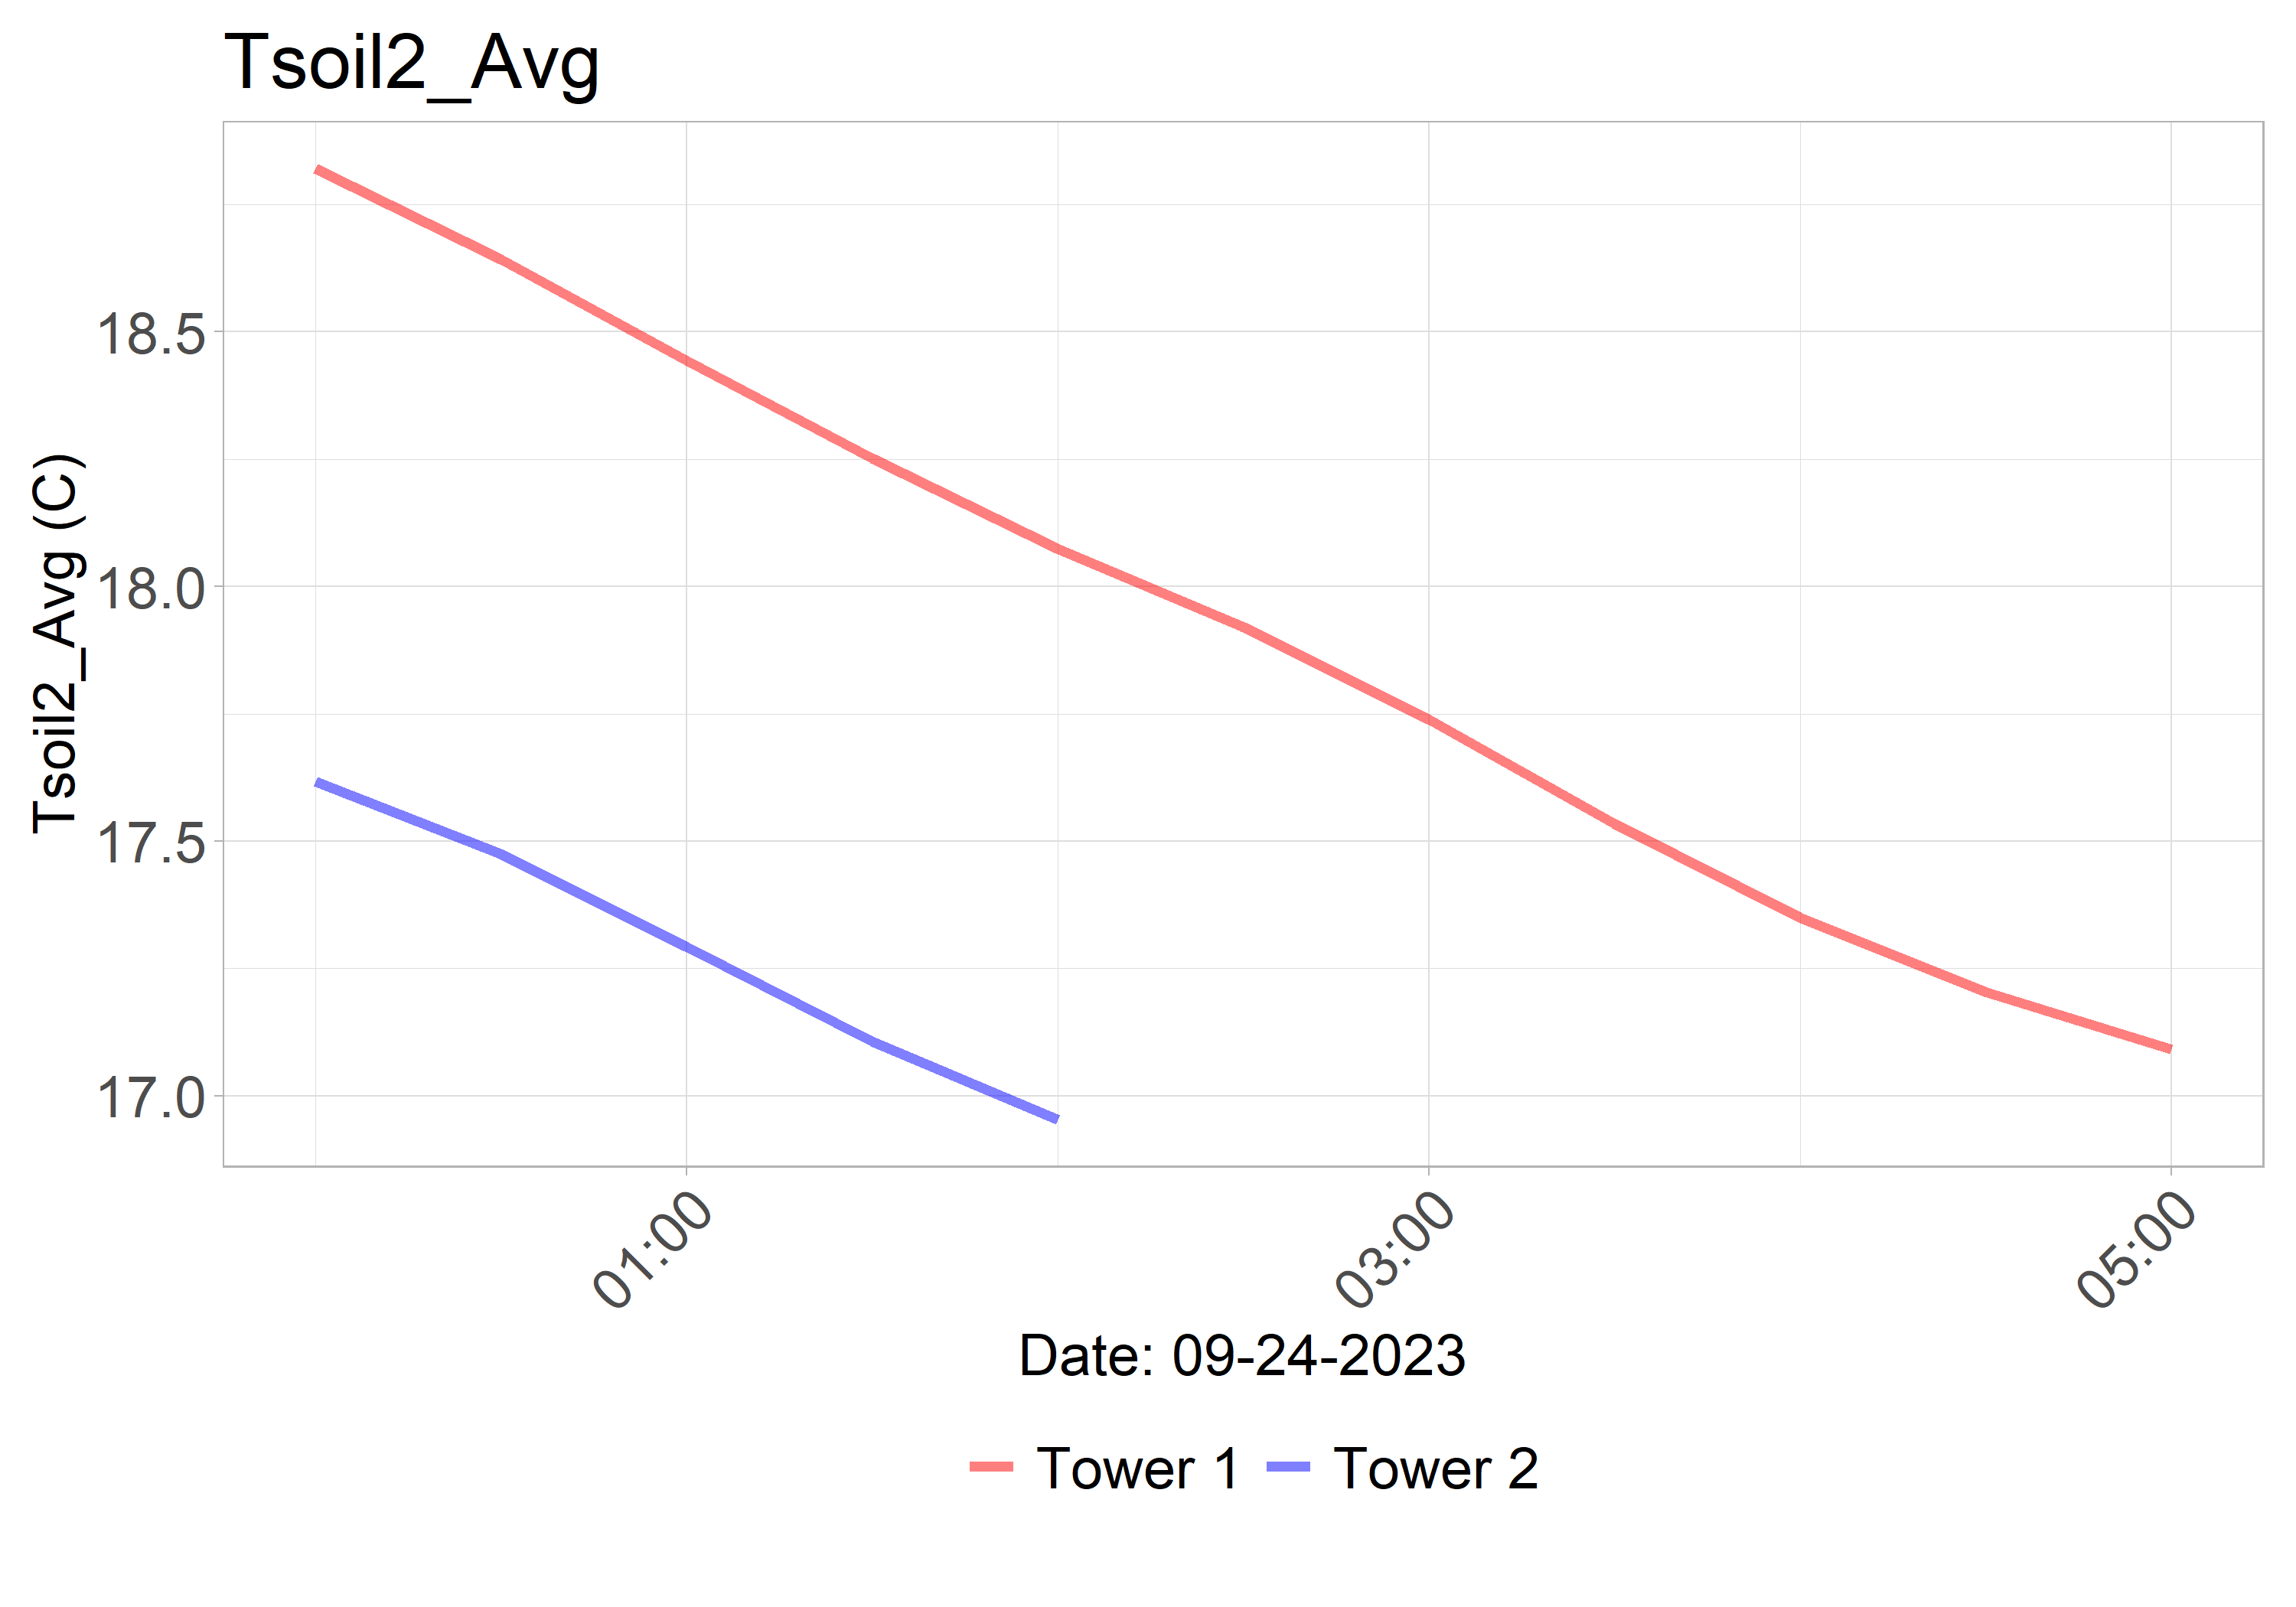 Tsoil2_Avg
Tsoil2_Avg (C)
18.5
18.0
17.5
17.0
01:00
03:00
05:00
Date: 09-24-2023
Tower 1
Tower 2